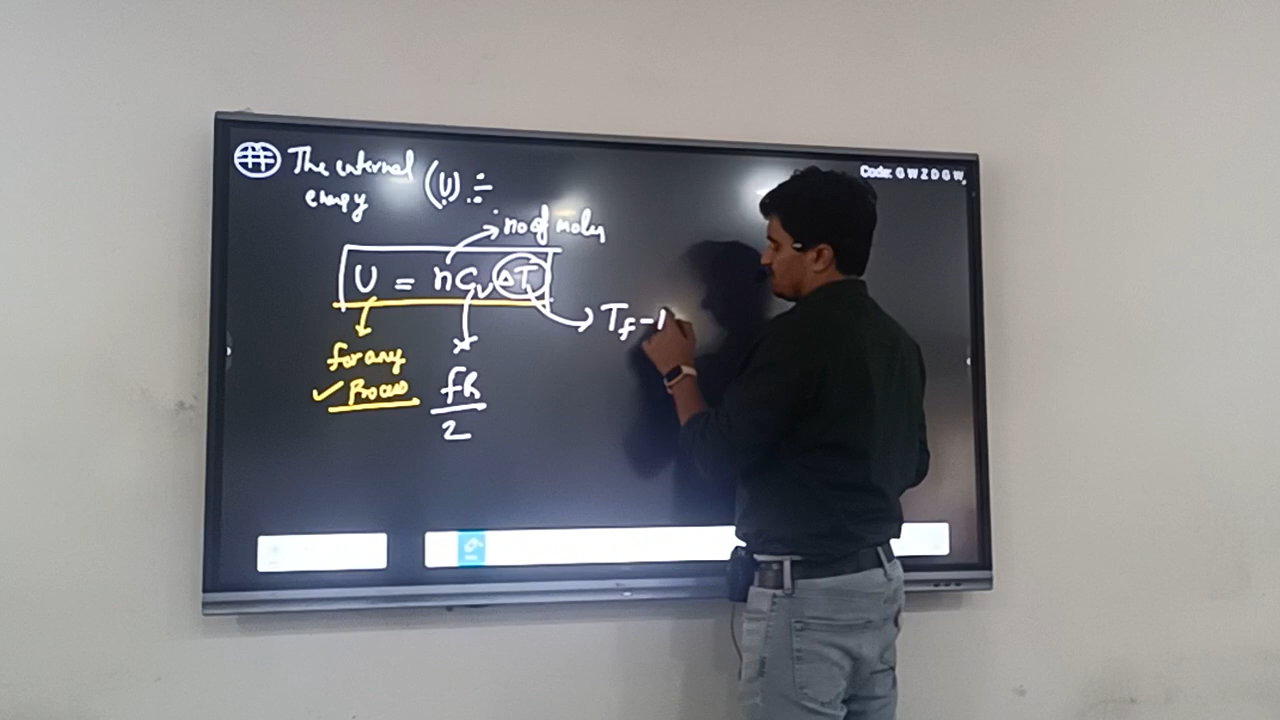 The internal (U) :-
energy
Code: G W Z D G W
no of moles
U = nCvΔT
Tf -
for any
✓ Process
fR
2